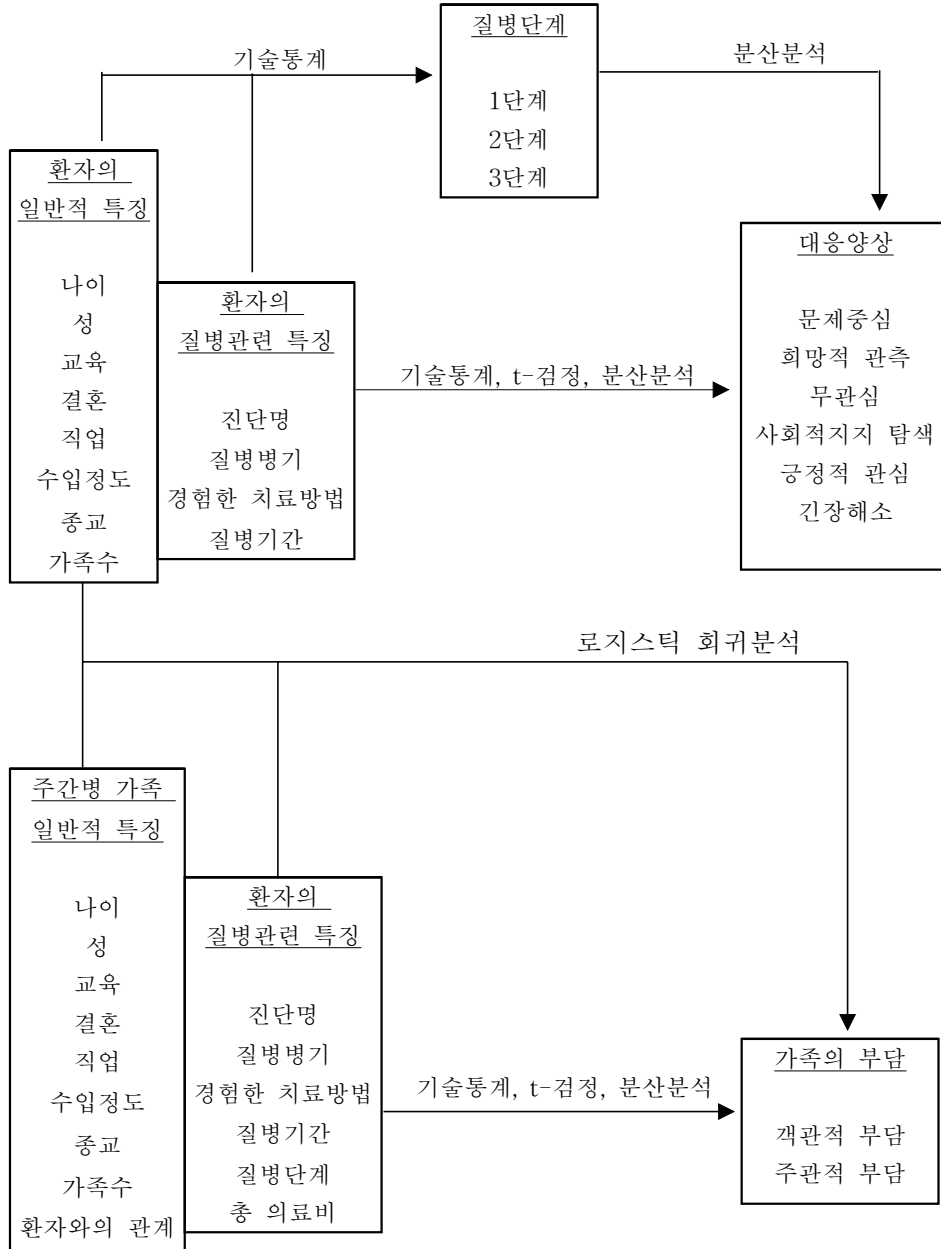 질병단계
1단계
2단계
3단계
기술통계
분산분석
환자의
일반적 특징
나이
성
교육
결혼
직업
수입정도
종교
가족수
환자의
질병관련 특징
진단명
질병병기
경험한 치료방법
질병기간
기술통계, t-검정, 분산분석
대응양상
문제중심
희망적 관측
무관심
사회적지지 탐색
긍정적 관심
긴장해소
로지스틱 회귀분석
주간병 가족
일반적 특징
나이
성
교육
결혼
직업
수입정도
종교
가족수
환자와의 관계
환자의
질병관련 특징
진단명
질병병기
경험한 치료방법
질병기간
질병단계
총 의료비
기술통계, t-검정, 분산분석
가족의 부담
객관적 부담
주관적 부담